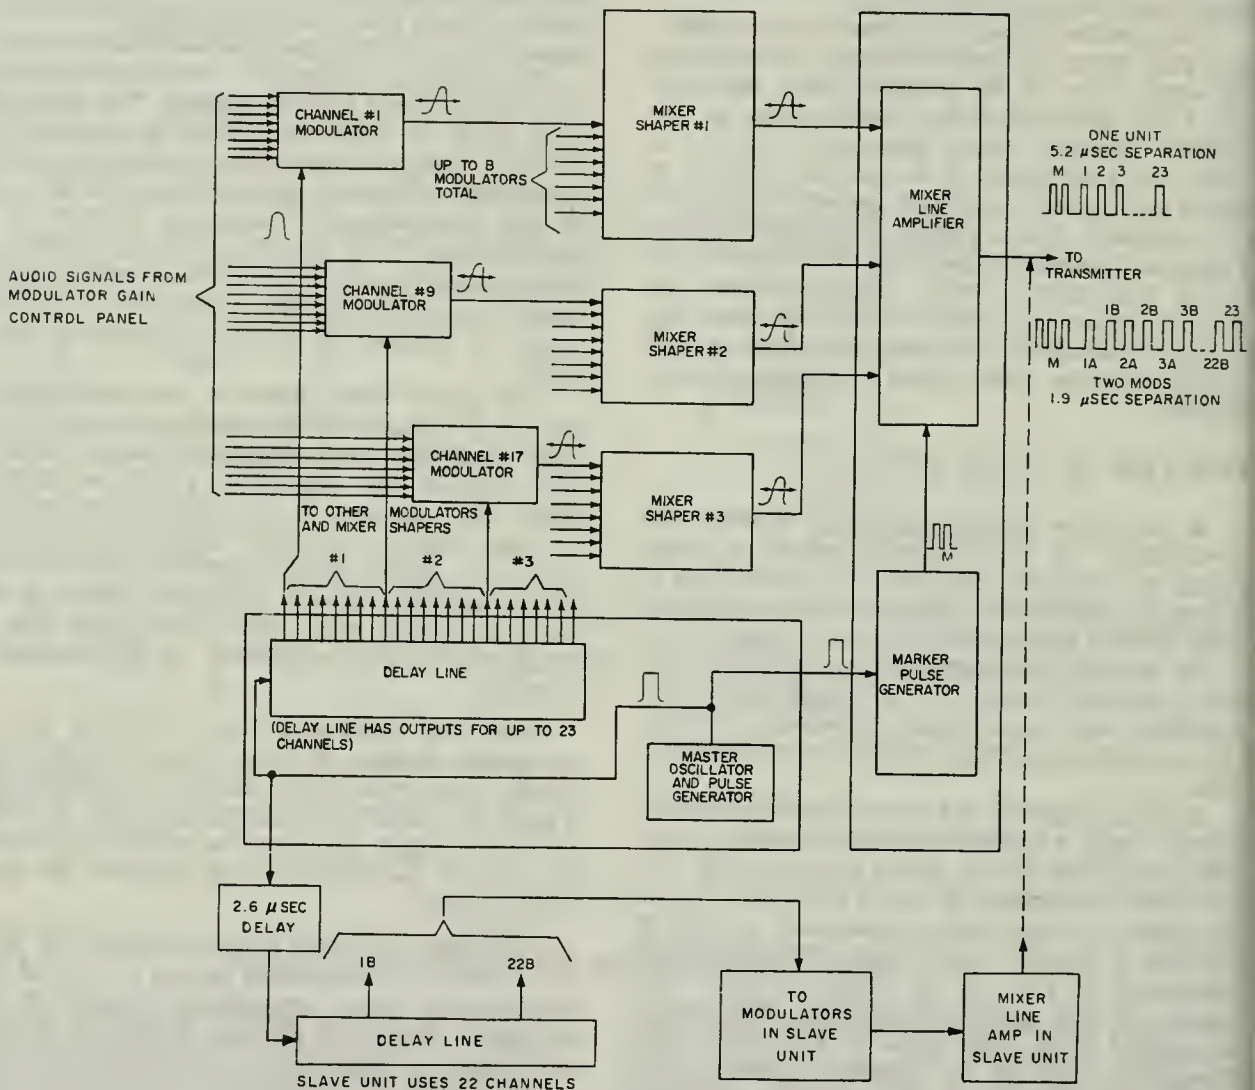 CHANNEL #1
MODULATOR
MIXER
SHAPER #1
UP TO 8
MODULATORS
TOTAL
MIXER
LINE
AMPLIFIER
ONE UNIT
5.2 µSEC SEPARATION
M 1 2 3 23
TO
TRANSMITTER
AUDIO SIGNALS FROM
MODULATOR GAIN
CONTROL PANEL
CHANNEL #9
MODULATOR
MIXER
SHAPER #2
1B 2B 3B 23
M 1A 2A 3A 22B
TWO MODS
1.9 µSEC SEPARATION
CHANNEL #17
MODULATOR
MIXER
SHAPER #3
TO OTHER MODULATORS
AND MIXER SHAPERS
#1 #2 #3
M
DELAY LINE
(DELAY LINE HAS OUTPUTS FOR UP TO 23
CHANNELS)
MASTER
OSCILLATOR
AND PULSE
GENERATOR
MARKER
PULSE
GENERATOR
2.6 µSEC
DELAY
1B 22B
DELAY LINE
SLAVE UNIT USES 22 CHANNELS
TO
MODULATORS
IN SLAVE
UNIT
MIXER
LINE
AMP IN
SLAVE UNIT